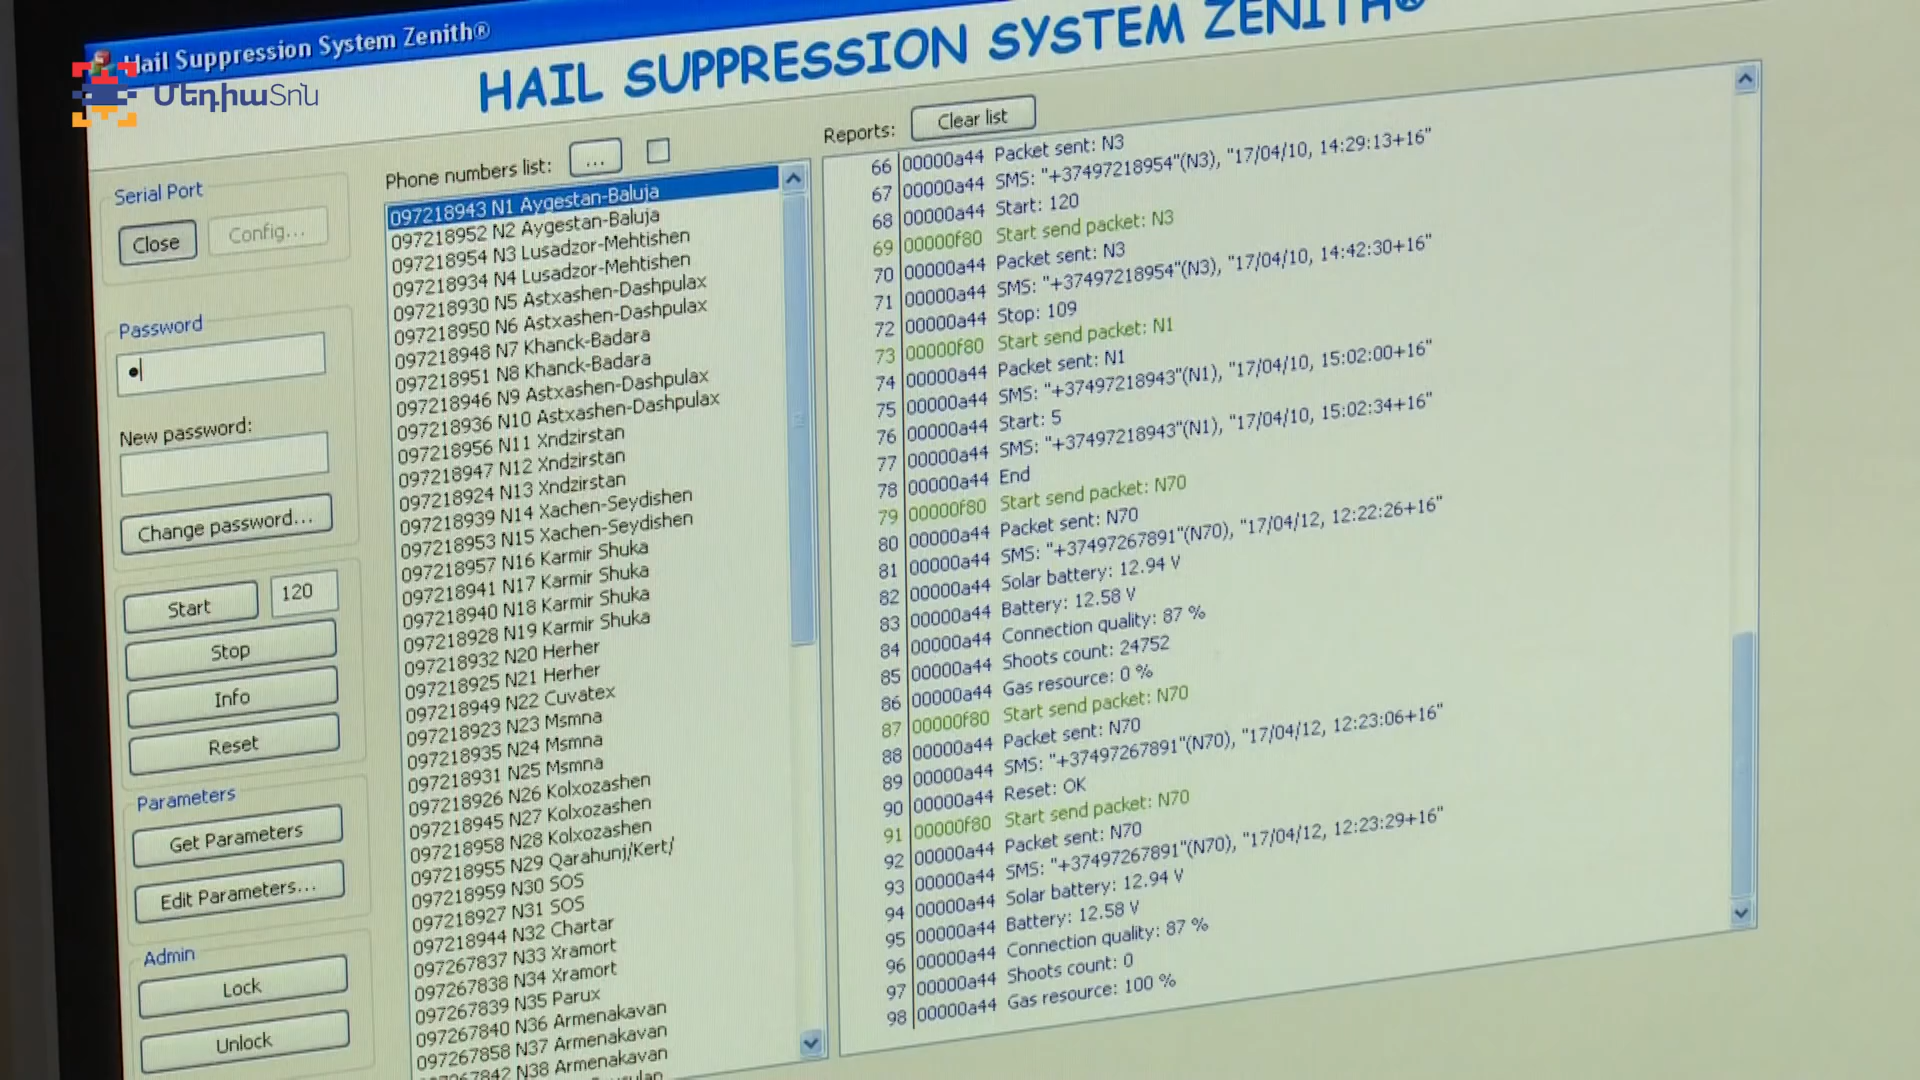 Hail Suppression System Zenith®
ՄեդիաՏուն
HAIL SUPPRESSION SYSTEM ZENITH®
Serial Port
Close
Config...
Password
●
New password:
Change password...
Start
120
Stop
Info
Reset
Parameters
Get Parameters
Edit Parameters...
Admin
Lock
Unlock
Phone numbers list:
...
097218943 N1 Aygestan-Baluja
097218952 N2 Aygestan-Baluja
097218954 N3 Lusadzor-Mehtishen
097218934 N4 Lusadzor-Mehtishen
097218930 N5 Astxashen-Dashpulax
097218950 N6 Astxashen-Dashpulax
097218948 N7 Khanck-Badara
097218951 N8 Khanck-Badara
097218946 N9 Astxashen-Dashpulax
097218936 N10 Astxashen-Dashpulax
097218956 N11 Xndzirstan
097218947 N12 Xndzirstan
097218924 N13 Xndzirstan
097218939 N14 Xachen-Seydishen
097218953 N15 Xachen-Seydishen
097218957 N16 Karmir Shuka
097218941 N17 Karmir Shuka
097218940 N18 Karmir Shuka
097218928 N19 Karmir Shuka
097218932 N20 Herher
097218925 N21 Herher
097218949 N22 Cuvatex
097218923 N23 Msmna
097218935 N24 Msmna
097218931 N25 Msmna
097218926 N26 Kolxozashen
097218945 N27 Kolxozashen
097218958 N28 Kolxozashen
097218955 N29 Qarahunj/Kert/
097218959 N30 SOS
097218927 N31 SOS
097218944 N32 Chartar
097267837 N33 Xramort
097267838 N34 Xramort
097267839 N35 Parux
097267840 N36 Armenakavan
097267858 N37 Armenakavan
097267842 N38 Armenakavan
Reports:
Clear list
66 00000a44 Packet sent: N3
67 00000a44 SMS: "+37497218954"(N3), "17/04/10, 14:29:13+16"
68 00000a44 Start: 120
69 00000f80 Start send packet: N3
70 00000a44 Packet sent: N3
71 00000a44 SMS: "+37497218954"(N3), "17/04/10, 14:42:30+16"
72 00000a44 Stop: 109
73 00000f80 Start send packet: N1
74 00000a44 Packet sent: N1
75 00000a44 SMS: "+37497218943"(N1), "17/04/10, 15:02:00+16"
76 00000a44 Start: 5
77 00000a44 SMS: "+37497218943"(N1), "17/04/10, 15:02:34+16"
78 00000a44 End
79 00000f80 Start send packet: N70
80 00000a44 Packet sent: N70
81 00000a44 SMS: "+37497267891"(N70), "17/04/12, 12:22:26+16"
82 00000a44 Solar battery: 12.94 V
83 00000a44 Battery: 12.58 V
84 00000a44 Connection quality: 87 %
85 00000a44 Shoots count: 24752
86 00000a44 Gas resource: 0 %
87 00000f80 Start send packet: N70
88 00000a44 Packet sent: N70
89 00000a44 SMS: "+37497267891"(N70), "17/04/12, 12:23:06+16"
90 00000a44 Reset: OK
91 00000f80 Start send packet: N70
92 00000a44 Packet sent: N70
93 00000a44 SMS: "+37497267891"(N70), "17/04/12, 12:23:29+16"
94 00000a44 Solar battery: 12.94 V
95 00000a44 Battery: 12.58 V
96 00000a44 Connection quality: 87 %
97 00000a44 Shoots count: 0
98 00000a44 Gas resource: 100 %